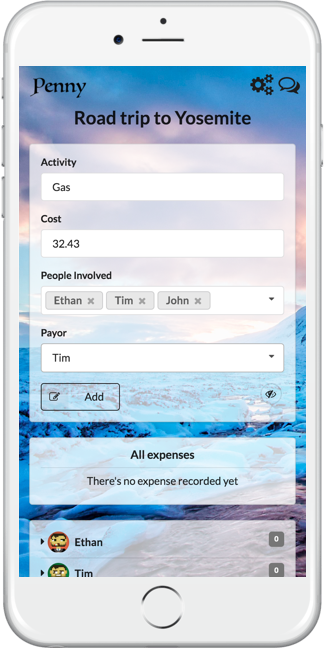 Penny
Road trip to Yosemite
Activity
Gas
Cost
32.43
People Involved
Ethan × Tim × John ×
Payor
Tim
Add
All expenses
There's no expense recorded yet
Ethan 0
Tim 0